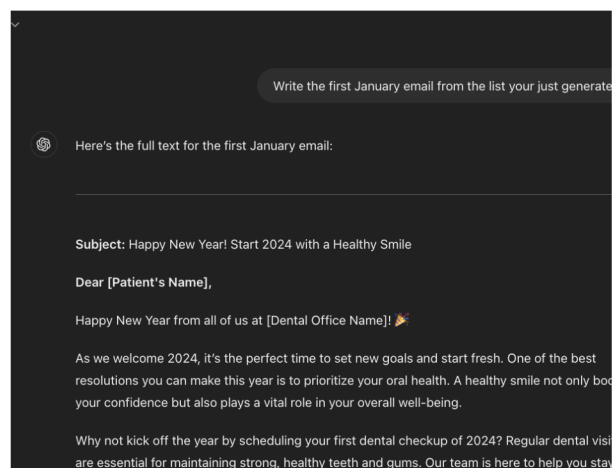 Write the first January email from the list your just generate
Here's the full text for the first January email:
Subject: Happy New Year! Start 2024 with a Healthy Smile
Dear [Patient's Name],
Happy New Year from all of us at [Dental Office Name]! 🎉
As we welcome 2024, it's the perfect time to set new goals and start fresh. One of the best
resolutions you can make this year is to prioritize your oral health. A healthy smile not only boo
your confidence but also plays a vital role in your overall well-being.
Why not kick off the year by scheduling your first dental checkup of 2024? Regular dental visi
are essential for maintaining strong, healthy teeth and gums. Our team is here to help you stay